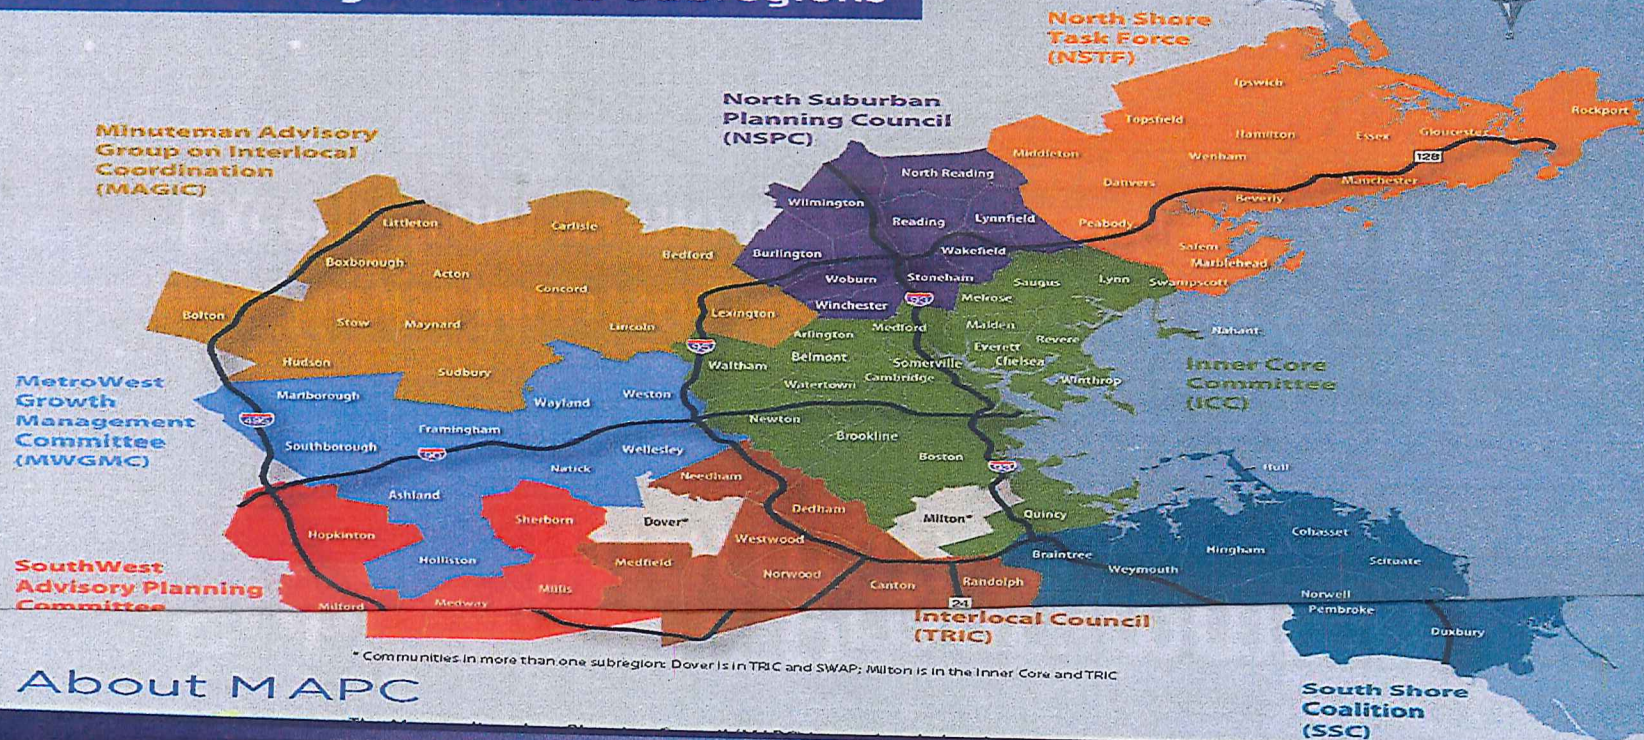 North Shore
Task Force
(NSTF)
North Suburban
Planning Council
(NSPC)
Minuteman Advisory
Group on Interlocal
Coordination
(MAGIC)
Ipswich
Rockport
Topsfield
Hamilton
Essex
Gloucester
Middleton
Wenham
128
North Reading
Danvers
Manchester
Wilmington
Beverly
Reading
Lynnfield
Peabody
Littleton
Carlisle
Burlington
Wakefield
Salem
Bedford
Marblehead
Boxborough
Acton
Woburn
Stoneham
Saugus
Lynn
Swampscott
Concord
Winchester
93
Melrose
Bolton
Lexington
Stow
Maynard
Lincoln
Arlington
Medford
Malden
Nahant
95
Everett
Revere
Hudson
Waltham
Belmont
Somerville
Chelsea
Inner Core
Committee
(ICC)
Sudbury
Watertown
Cambridge
Winthrop
MetroWest
Growth
Management
Committee
(MWGMC)
Marlborough
Wayland
Weston
495
Newton
Framingham
Brookline
Southborough
90
Wellesley
Boston
93
Natick
Hull
Needham
Ashland
Dedham
Sherborn
Dover*
Milton*
Quincy
Hopkinton
Westwood
Cohasset
Hingham
Scituate
Holliston
Medfield
Braintree
Weymouth
SouthWest
Advisory Planning
Committee
Norwood
Canton
Randolph
Millis
Milford
Medway
24
Norwell
Pembroke
Duxbury
Interlocal Council
(TRIC)
* Communities in more than one subregion: Dover is in TRIC and SWAP; Milton is in the Inner Core and TRIC
About MAPC
South Shore
Coalition
(SSC)